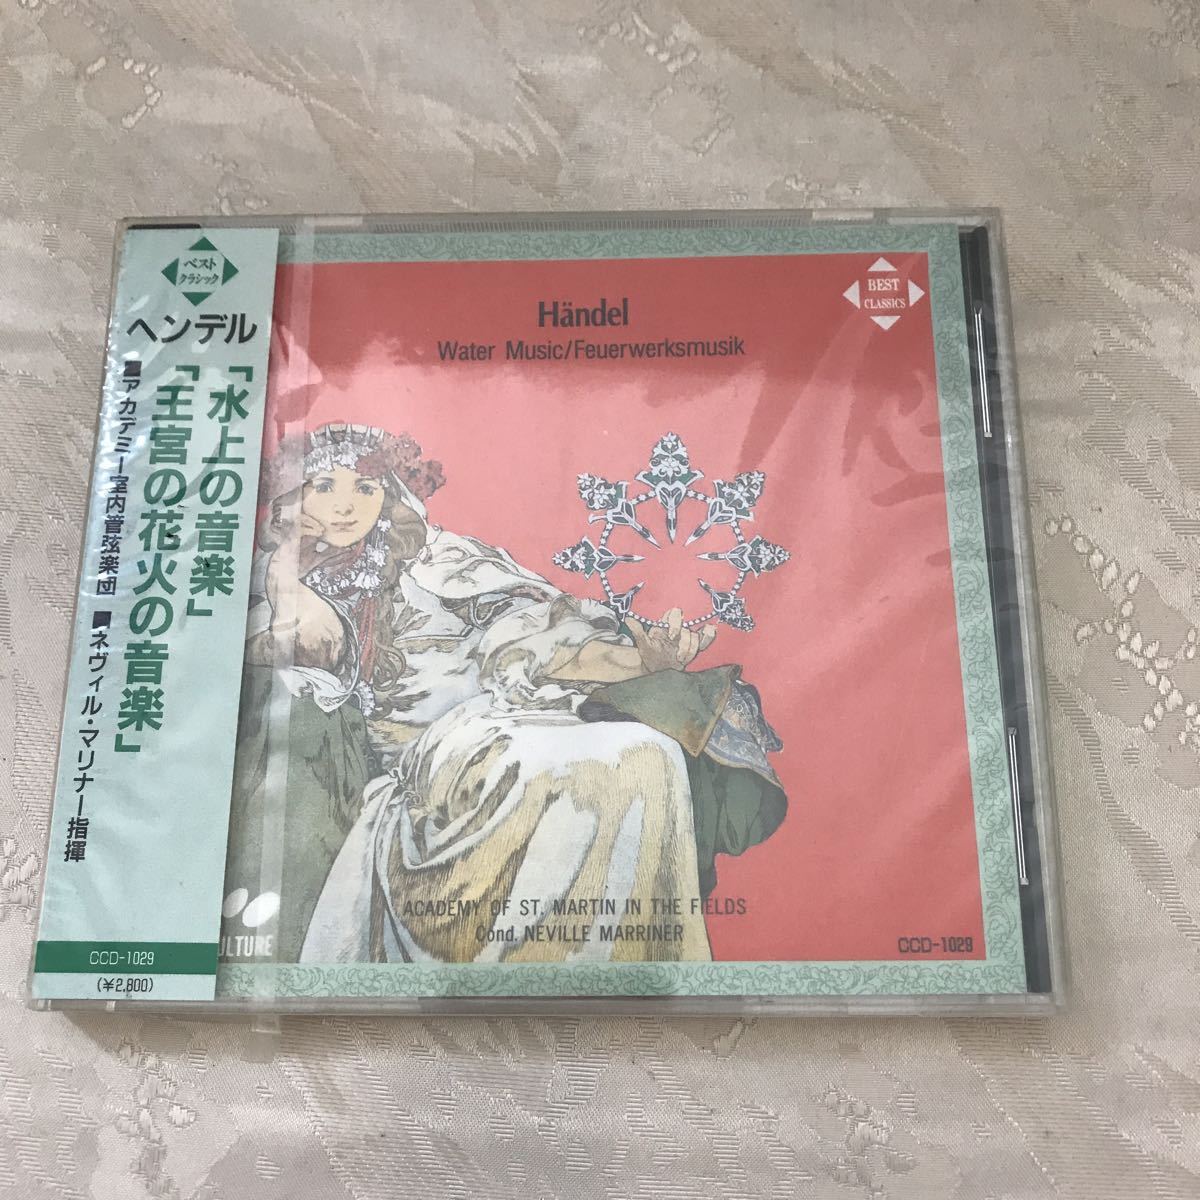 ベスト
クラシック
ヘンデル
「水上の音楽」
「王宮の花火の音楽」
■アカデミー室内管弦楽団 ■ネヴィル・マリナー指揮
CCD-1029
(¥2,800)
Händel
Water Music/Feuerwerksmusik
BEST
CLASSICS
ACADEMY OF ST. MARTIN IN THE FIELDS
Cond. NEVILLE MARRINER
ULTURE
CCD-1029